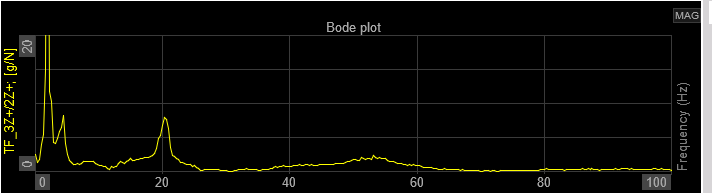 Bode plot
MAG
TF_3Z+/2Z+; [g/N]
20
0
0 20 40 60 80 100
Frequency (Hz)